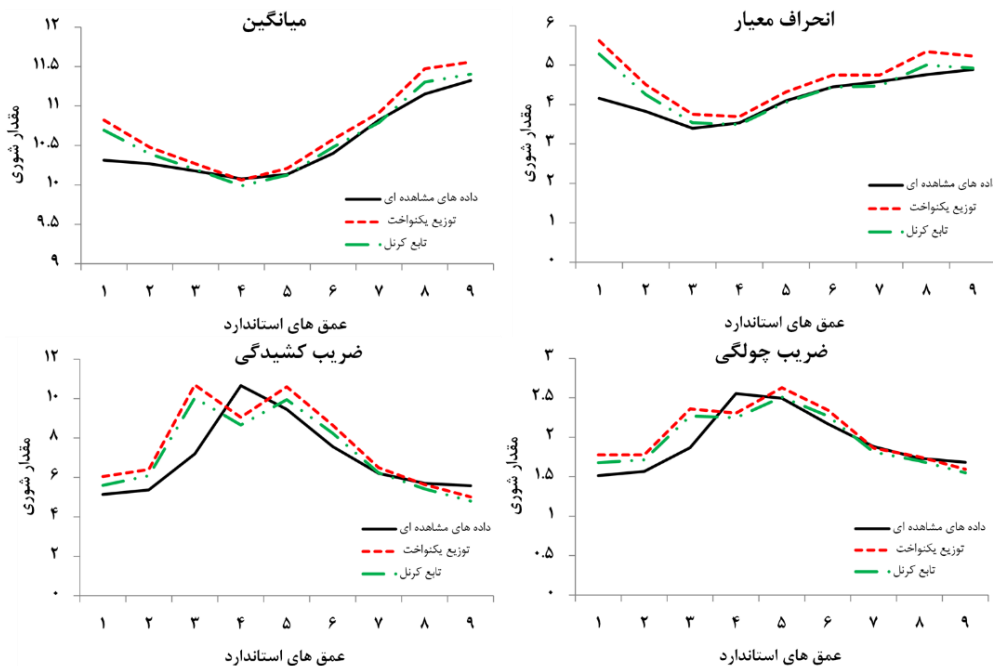 میانگین
۱۲
۱۱.۵
۱۱
۱۰.۵
۱۰
۹.۵
۹
مقدار شوری
داده های مشاهده ای
توزیع یکنواخت
تابع کرنل
۱ ۲ ۳ ۴ ۵ ۶ ۷ ۸ ۹
عمق های استاندارد
انحراف معیار
۶
۵
۴
۳
۲
۱
۰
مقدار شوری
داده های مشاهده ای
توزیع یکنواخت
تابع کرنل
۱ ۲ ۳ ۴ ۵ ۶ ۷ ۸ ۹
عمق های استاندارد
ضریب کشیدگی
۱۲
۱۰
۸
۶
۴
۲
۰
مقدار شوری
داده های مشاهده ای
توزیع یکنواخت
تابع کرنل
۱ ۲ ۳ ۴ ۵ ۶ ۷ ۸ ۹
عمق های استاندارد
ضریب چولگی
۳
۲.۵
۲
۱.۵
۱
۰.۵
۰
مقدار شوری
داده های مشاهده ای
توزیع یکنواخت
تابع کرنل
۱ ۲ ۳ ۴ ۵ ۶ ۷ ۸ ۹
عمق های استاندارد